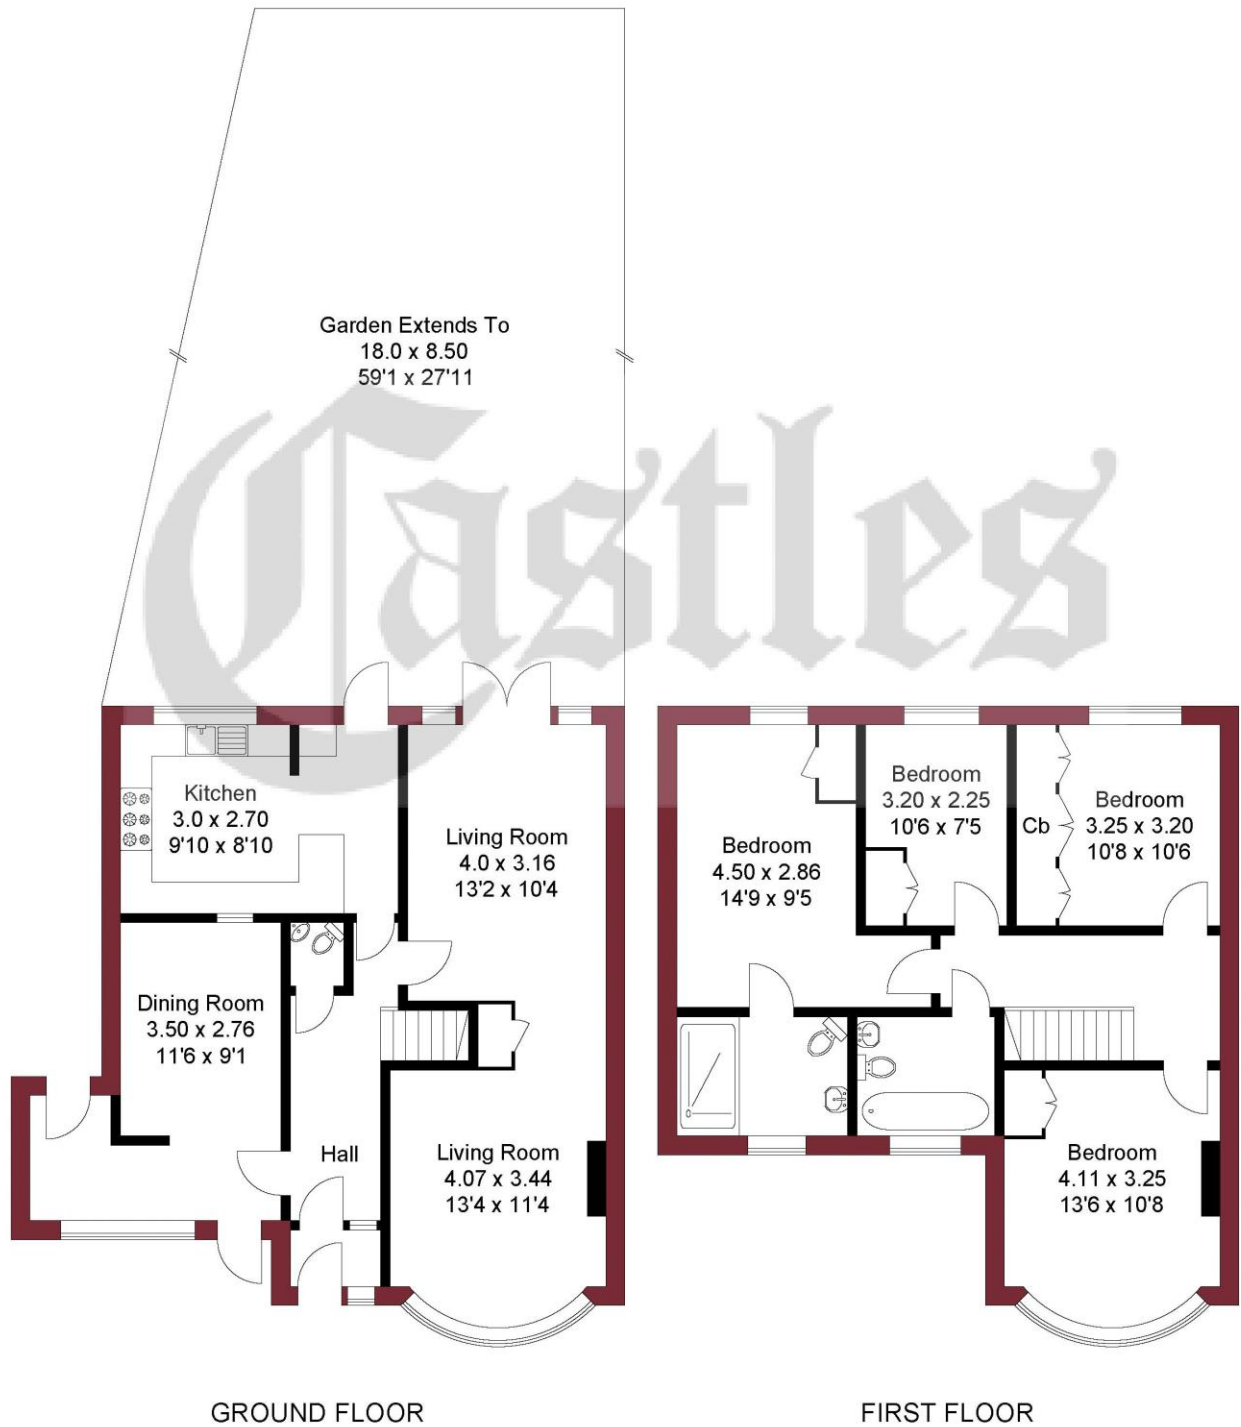 Garden Extends To
18.0 x 8.50
59'1 x 27'11
Castles
Kitchen
3.0 x 2.70
9'10 x 8'10
Living Room
4.0 x 3.16
13'2 x 10'4
Dining Room
3.50 x 2.76
11'6 x 9'1
Hall
Living Room
4.07 x 3.44
13'4 x 11'4
Bedroom
4.50 x 2.86
14'9 x 9'5
Bedroom
3.20 x 2.25
10'6 x 7'5
Cb
Bedroom
3.25 x 3.20
10'8 x 10'6
Bedroom
4.11 x 3.25
13'6 x 10'8
GROUND FLOOR
FIRST FLOOR